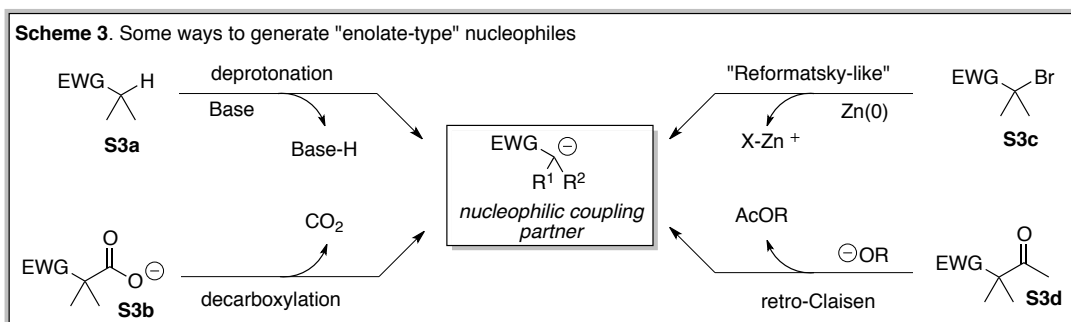 Scheme 3. Some ways to generate "enolate-type" nucleophiles
EWG H
S3a
deprotonation
Base
Base-H
"Reformatsky-like"
Zn(0)
X-Zn +
EWG Br
S3c
EWG ⊖
R1 R2
nucleophilic coupling
partner
EWG O
O⊖
S3b
CO2
decarboxylation
AcOR
⊖OR
retro-Claisen
EWG O
S3d